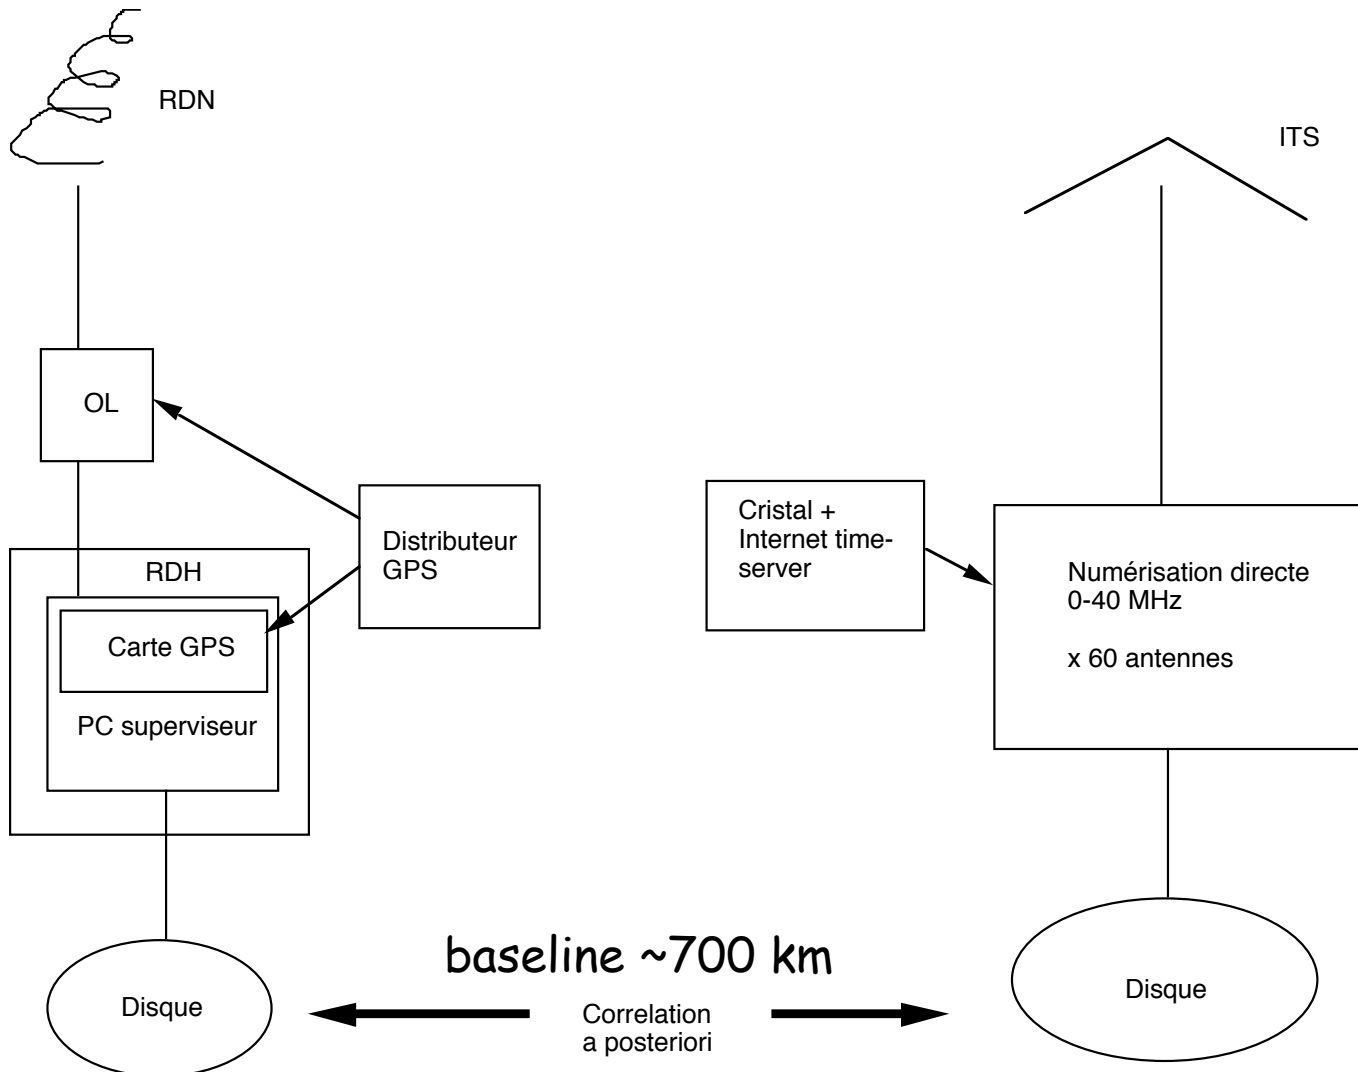 RDN
ITS
OL
Distributeur
GPS
Cristal +
Internet time-
server
RDH
Carte GPS
PC superviseur
Numérisation directe
0-40 MHz
x 60 antennes
baseline ~700 km
Disque
Correlation
a posteriori
Disque